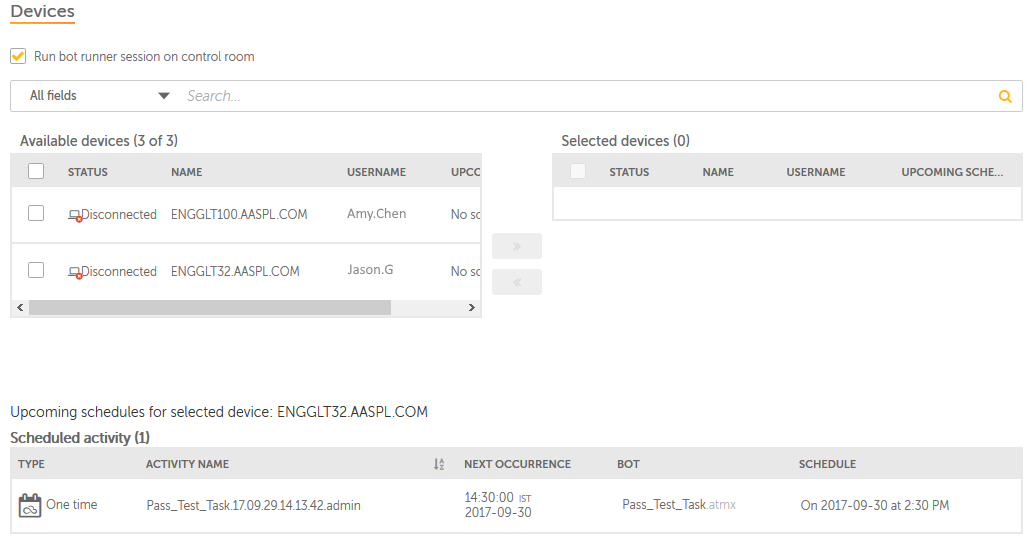 Devices
Run bot runner session on control room
All fields Search...
Available devices (3 of 3)
STATUS NAME USERNAME UPCC
Disconnected ENGGLT100.AASPL.COM Amy.Chen No sc
Disconnected ENGGLT32.AASPL.COM Jason.G No sc
Selected devices (0)
STATUS NAME USERNAME UPCOMING SCHE...
Upcoming schedules for selected device: ENGGLT32.AASPL.COM
Scheduled activity (1)
TYPE ACTIVITY NAME NEXT OCCURRENCE BOT SCHEDULE
One time Pass_Test_Task.17.09.29.14.13.42.admin 14:30:00 IST Pass_Test_Task.atmx On 2017-09-30 at 2:30 PM
2017-09-30